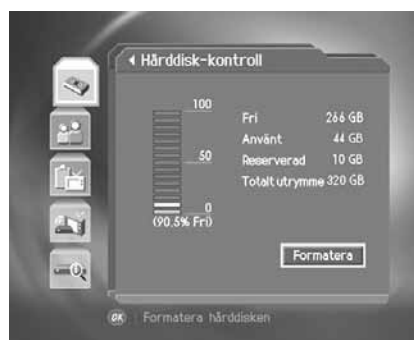 Hårddisk-kontroll
100
50
0
(90.5% Fri)
Fri 266 GB
Använt 44 GB
Reserverad 10 GB
Totalt utrymme 320 GB
Formatera
OK : Formatera hårddisken